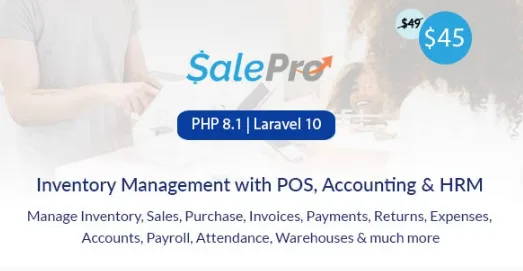 $49
$45
$alePro
PHP 8.1 | Laravel 10
Inventory Management with POS, Accounting & HRM
Manage Inventory, Sales, Purchase, Invoices, Payments, Returns, Expenses,
Accounts, Payroll, Attendance, Warehouses & much more